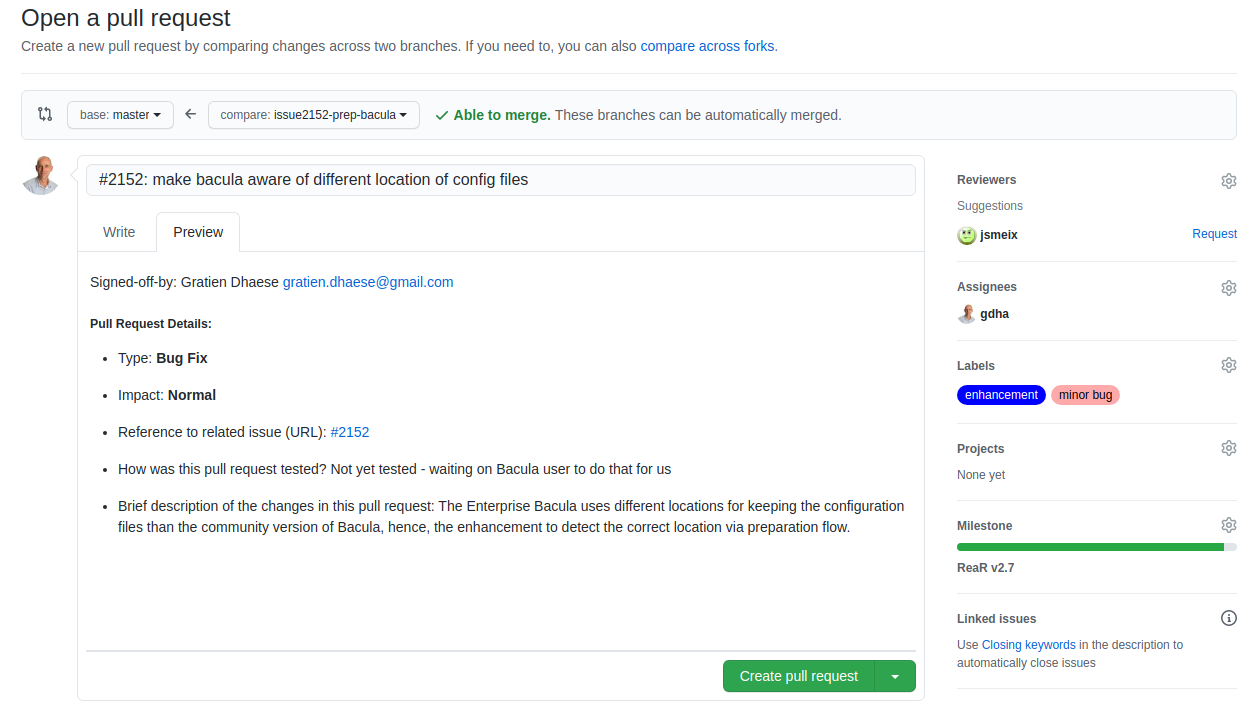 Open a pull request
Create a new pull request by comparing changes across two branches. If you need to, you can also compare across forks.
base: master
compare: issue2152-prep-bacula
Able to merge. These branches can be automatically merged.
#2152: make bacula aware of different location of config files
Write
Preview
Signed-off-by: Gratien Dhaese gratien.dhaese@gmail.com
Pull Request Details:
Type: Bug Fix
Impact: Normal
Reference to related issue (URL): #2152
How was this pull request tested? Not yet tested - waiting on Bacula user to do that for us
Brief description of the changes in this pull request: The Enterprise Bacula uses different locations for keeping the configuration
files than the community version of Bacula, hence, the enhancement to detect the correct location via preparation flow.
Create pull request
Reviewers
Suggestions
jsmeix
Request
Assignees
gdha
Labels
enhancement minor bug
Projects
None yet
Milestone
ReaR v2.7
Linked issues
Use Closing keywords in the description to
automatically close issues